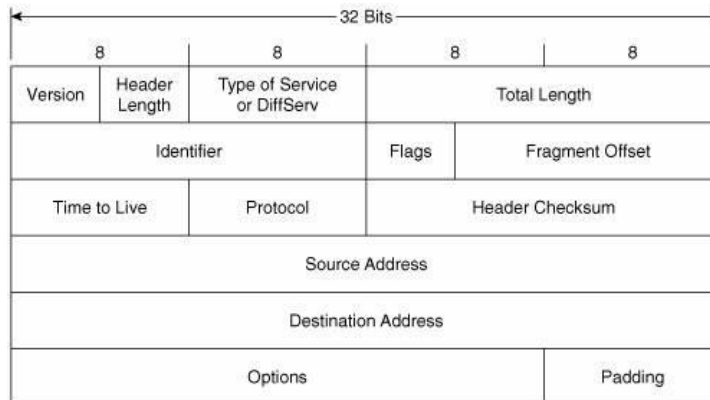 32 Bits
8 8 8 8
Version Header Length Type of Service or DiffServ Total Length
Identifier Flags Fragment Offset
Time to Live Protocol Header Checksum
Source Address
Destination Address
Options Padding